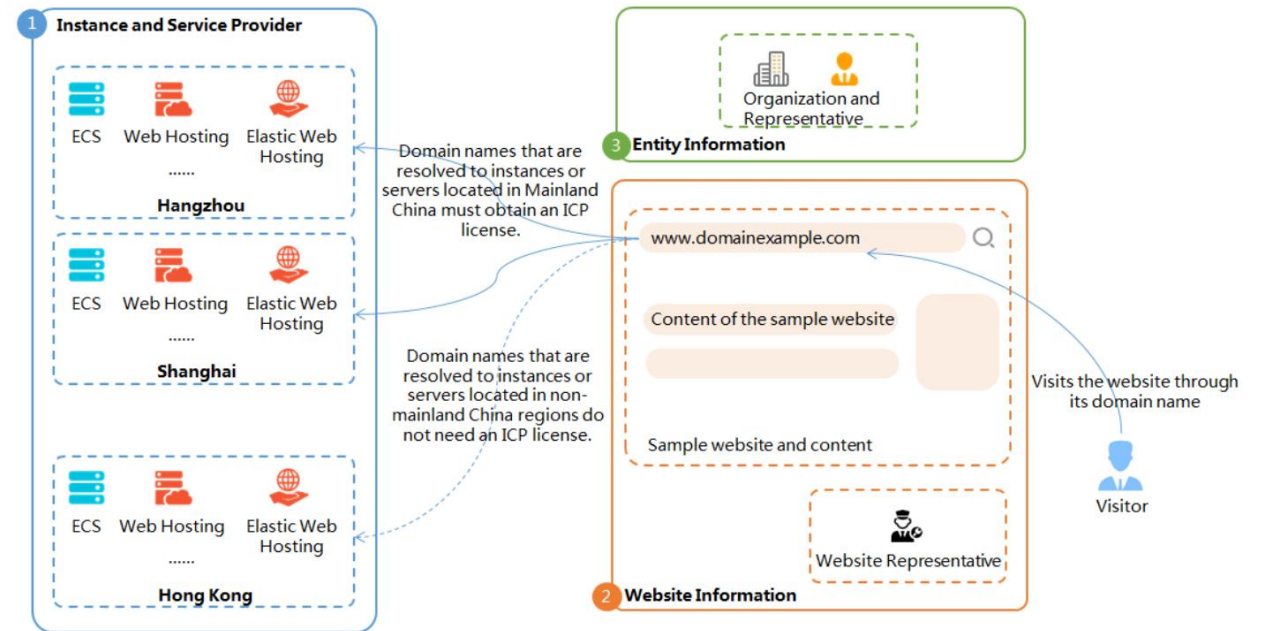 1
Instance and Service Provider
ECS
Web Hosting
Elastic Web
Hosting
......
Hangzhou
ECS
Web Hosting
Elastic Web
Hosting
......
Shanghai
ECS
Web Hosting
Elastic Web
Hosting
......
Hong Kong
Domain names that are
resolved to instances or
servers located in Mainland
China must obtain an ICP
license.
Domain names that are
resolved to instances or
servers located in non-
mainland China regions do
not need an ICP license.
Organization and
Representative
3
Entity Information
www.domainexample.com
Content of the sample website
Sample website and content
Website Representative
2
Website Information
Visits the website through
its domain name
Visitor